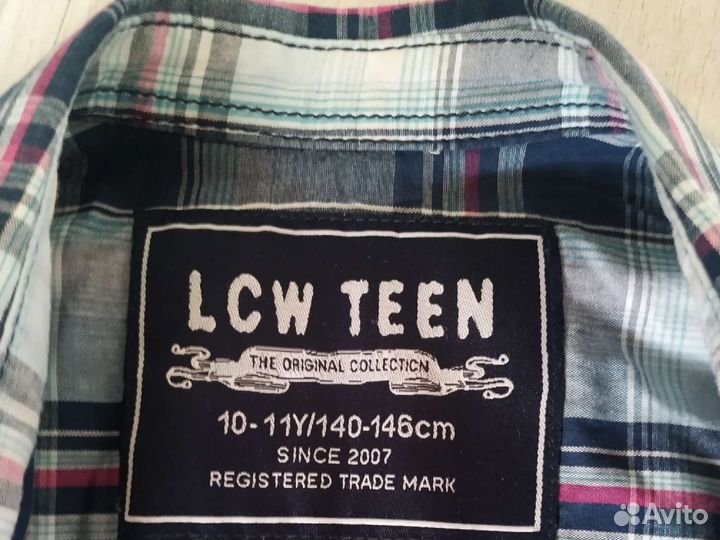 LCW TEEN
THE ORIGINAL COLLECTION
10-11Y/140-146cm
SINCE 2007
REGISTERED TRADE MARK
Avito